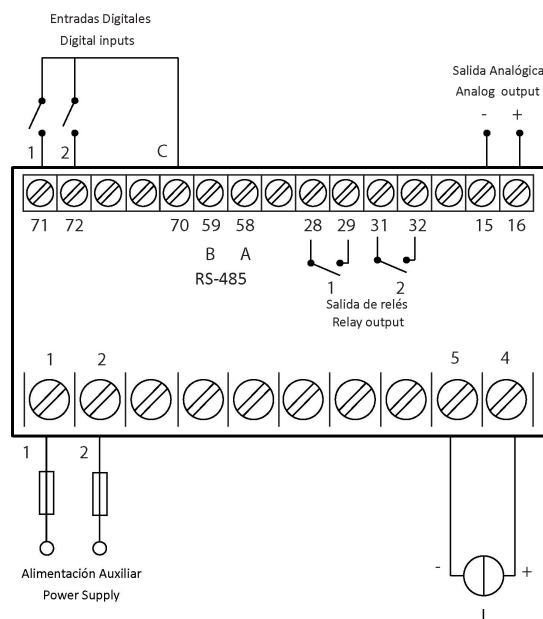 Entradas Digitales
Digital inputs
Salida Analógica
Analog output
- +
1 2 C
71 72 70 59 58 28 29 31 32 15 16
B A
RS-485
1 2
Salida de relés
Relay output
1 2 5 4
1 2
- +
Alimentación Auxiliar
Power Supply
I